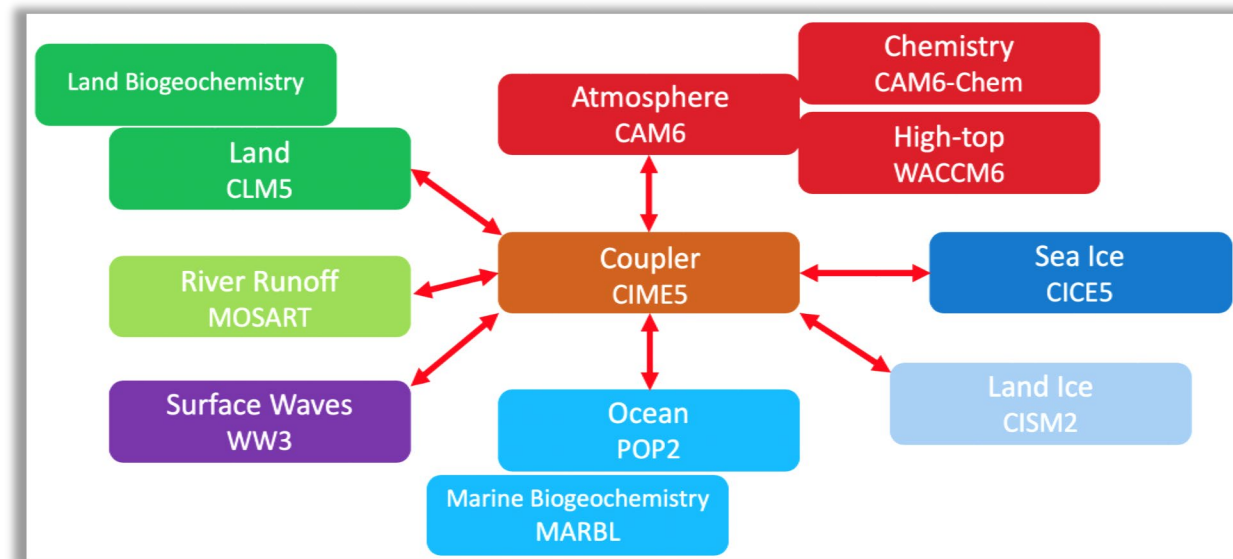 Land Biogeochemistry
Land
CLM5
River Runoff
MOSART
Surface Waves
WW3
Atmosphere
CAM6
Chemistry
CAM6-Chem
High-top
WACCM6
Coupler
CIME5
Ocean
POP2
Marine Biogeochemistry
MARBL
Sea Ice
CICE5
Land Ice
CISM2